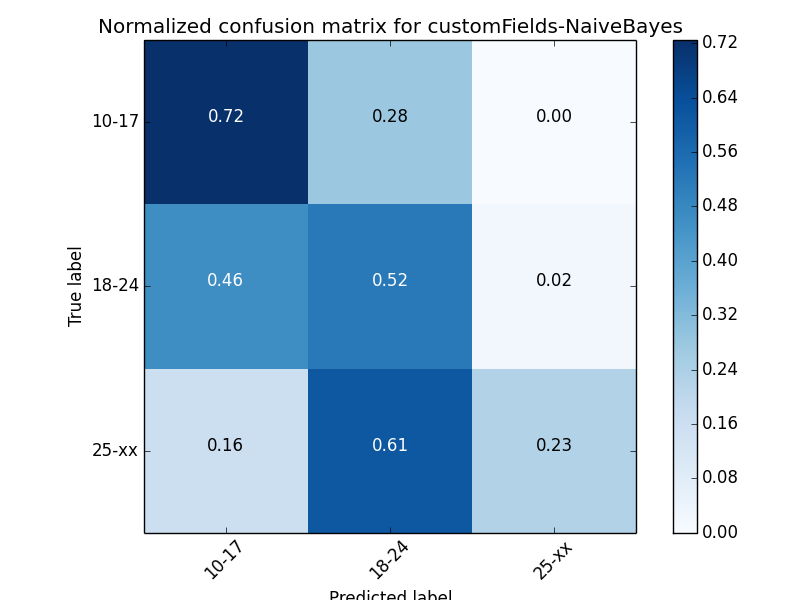 Normalized confusion matrix for customFields-NaiveBayes
True label
10-17 0.72 0.28 0.00
18-24 0.46 0.52 0.02
25-xx 0.16 0.61 0.23
10-17 18-24 25-xx
Predicted label
0.72
0.64
0.56
0.48
0.40
0.32
0.24
0.16
0.08
0.00